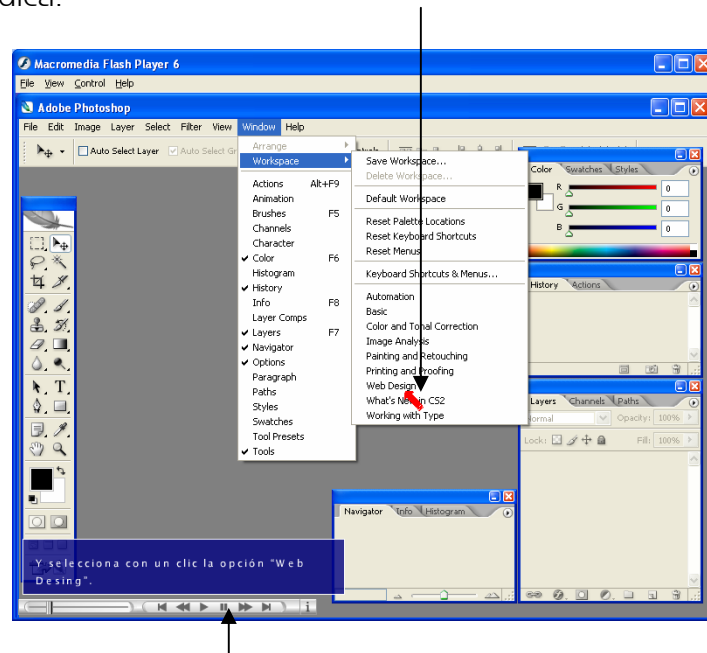 Macromedia Flash Player 6
File View Control Help
Adobe Photoshop
File Edit Image Layer Select Filter View Window Help
Auto Select Layer Auto Select Gr
Arrange
Workspace
Actions Alt+F9
Animation
Brushes F5
Channels
Character
Color F6
Histogram
History
Info F8
Layer Comps
Layers F7
Navigator
Options
Paragraph
Paths
Styles
Swatches
Tool Presets
Tools
Save Workspace...
Delete Workspace...
Default Workspace
Reset Palette Locations
Reset Keyboard Shortcuts
Reset Menus
Keyboard Shortcuts & Menus...
Automation
Basic
Color and Tonal Correction
Image Analysis
Painting and Retouching
Printing and Proofing
Web Design
What's New in CS2
Working with Type
Color Swatches Styles
R 0
G 0
B 0
History Actions
Layers Channels Paths
Normal Opacity: 100%
Lock: Fill: 100%
Navigator Info Histogram
Y selecciona con un clic la opción "Web
Desing".